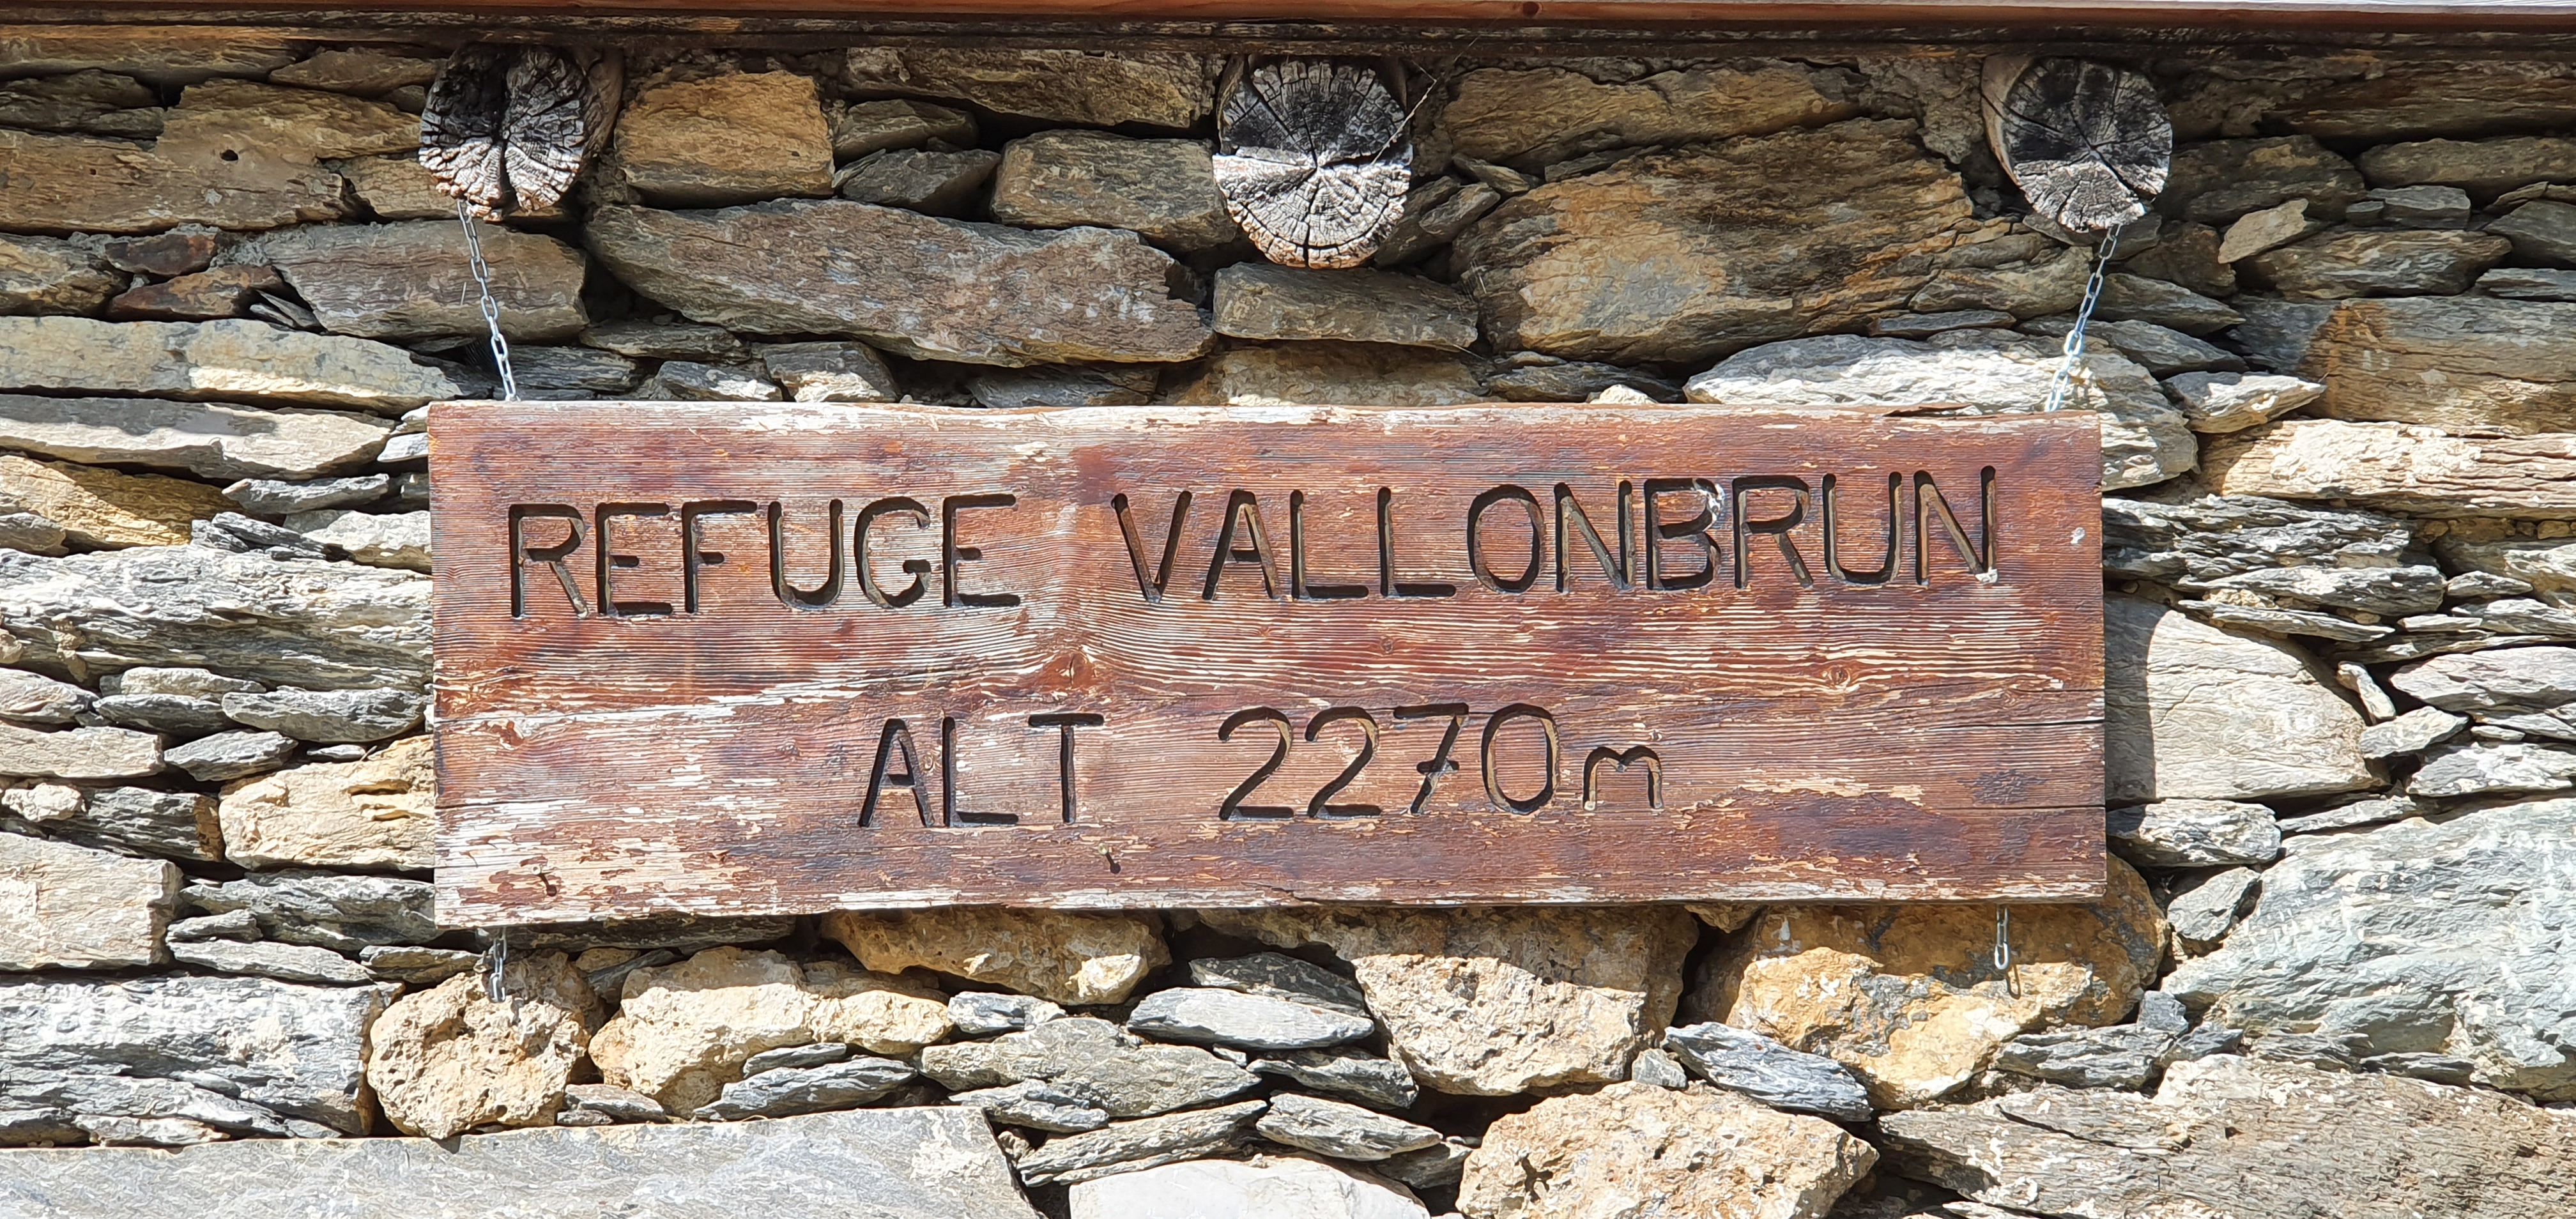 REFUGE VALLONBRUN
ALT 2270m